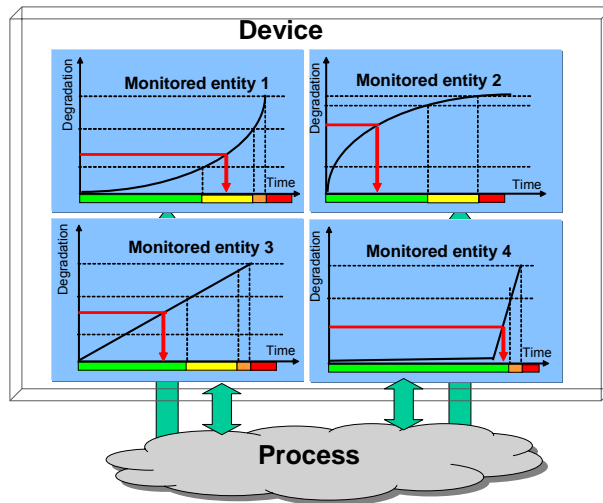 Device
Monitored entity 1
Degradation
Time
Monitored entity 2
Degradation
Time
Monitored entity 3
Degradation
Time
Monitored entity 4
Degradation
Time
Process